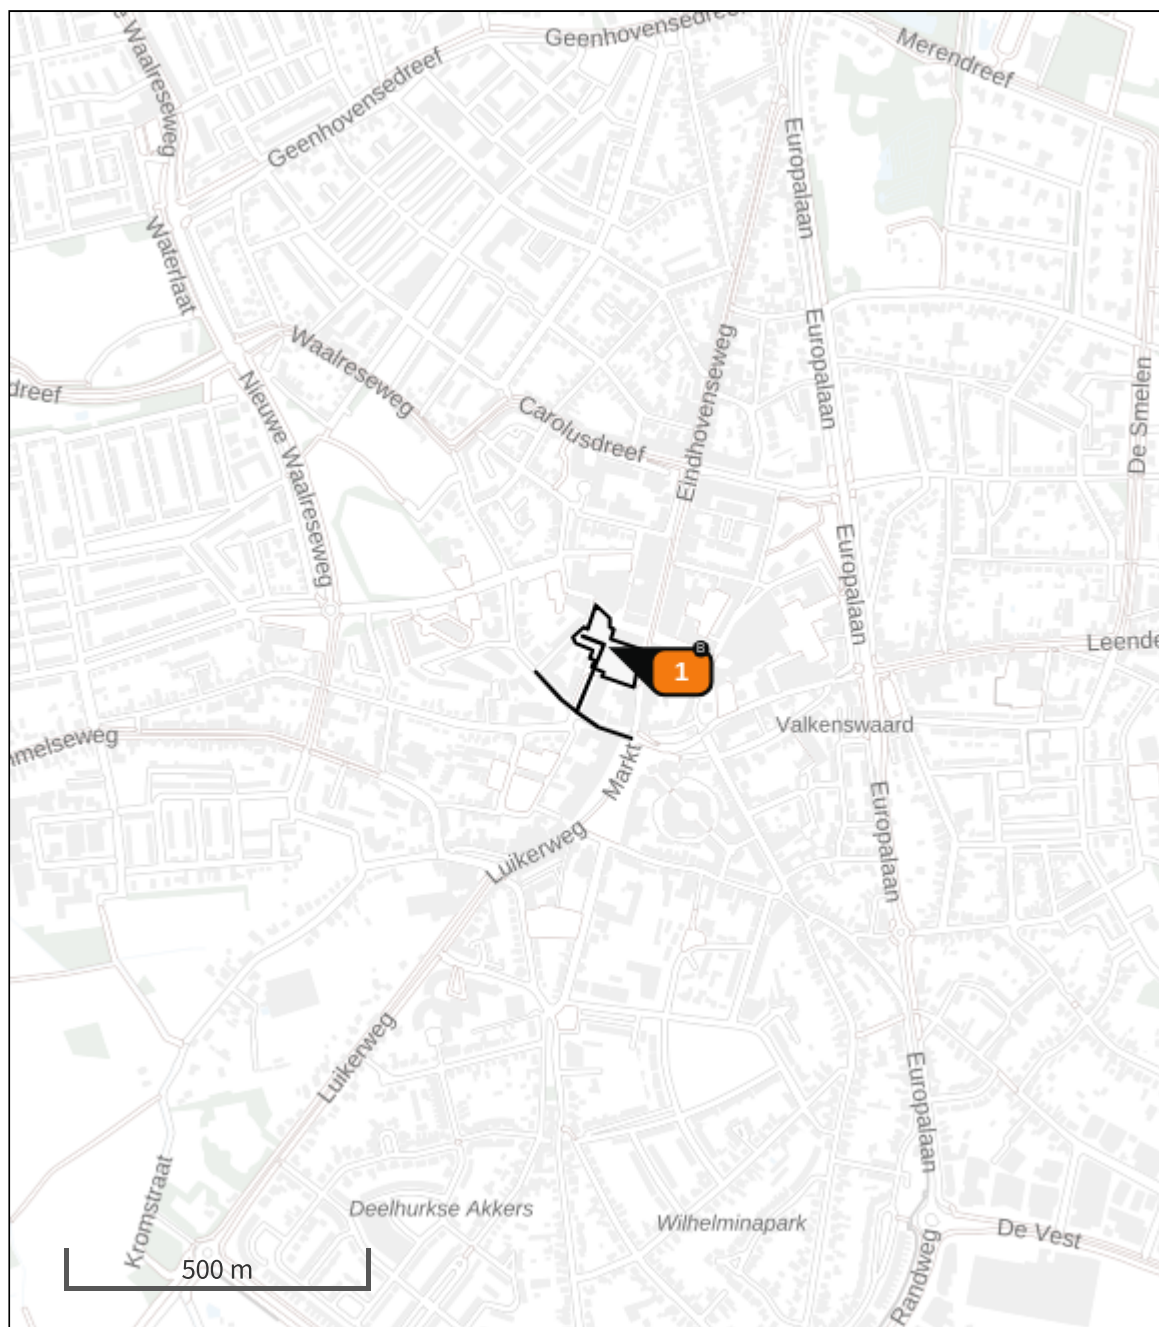 Geenhovensedreef
Merendreef
Waalreseweg
Geenhovensedreef
Europalaan
Waterlaat
Waalreseweg
Europalaan
dreef
Nieuwe Waalreseweg
Carolusdreef
Eindhovenseweg
De Smelen
Europalaan
Leende
B
1
Valkenswaard
mmelseweg
Markt
Europalaan
Luikerweg
Luikerweg
Europalaan
Kromstraat
Deelhurkse Akkers
Wilhelminapark
De Vest
Randweg
500 m